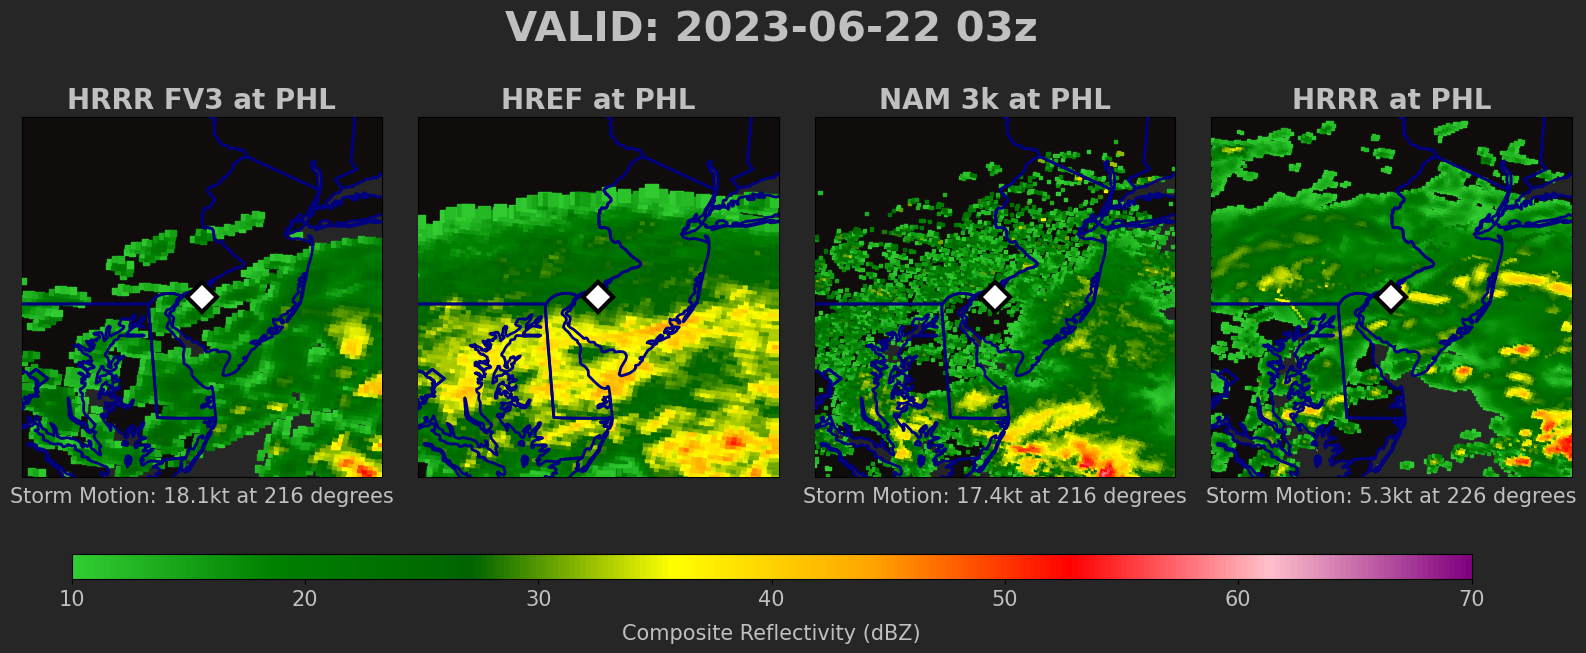 VALID: 2023-06-22 03z
HRRR FV3 at PHL
HREF at PHL
NAM 3k at PHL
HRRR at PHL
Storm Motion: 18.1kt at 216 degrees
Storm Motion: 17.4kt at 216 degrees
Storm Motion: 5.3kt at 226 degrees
10 20 30 40 50 60 70
Composite Reflectivity (dBZ)